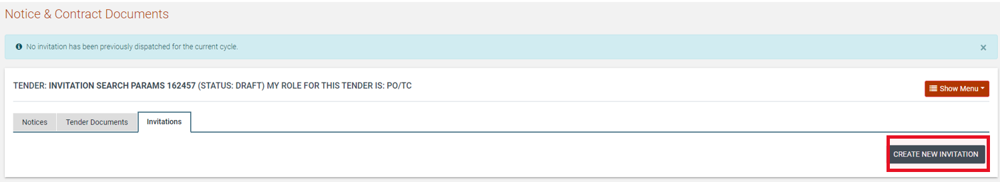 Notice & Contract Documents
No invitation has been previously dispatched for the current cycle.
×
TENDER: INVITATION SEARCH PARAMS 162457 (STATUS: DRAFT) MY ROLE FOR THIS TENDER IS: PO/TC
Show Menu
Notices Tender Documents Invitations
CREATE NEW INVITATION